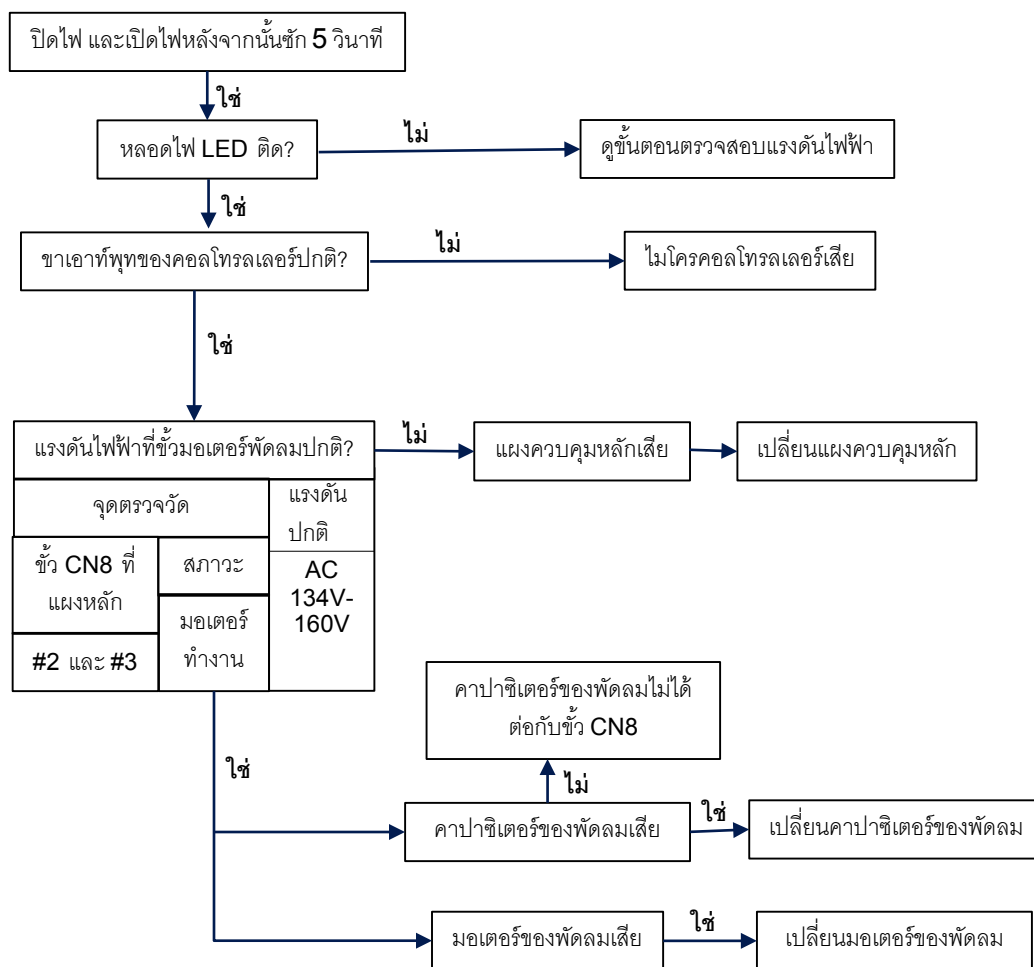 ปิดไฟ และเปิดไฟหลังจากนั้นซัก 5 วินาที
ใช่
หลอดไฟ LED ติด?
ไม่
ดูขั้นตอนตรวจสอบแรงดันไฟฟ้า
ใช่
ขาเอาท์พุทของคอลโทรลเลอร์ปกติ?
ไม่
ไมโครคอลโทรลเลอร์เสีย
ใช่
แรงดันไฟฟ้าที่ขั้วมอเตอร์พัดลมปกติ?
ไม่
แผงควบคุมหลักเสีย
เปลี่ยนแผงควบคุมหลัก
จุดตรวจวัด
แรงดัน
ปกติ
ขั้ว CN8 ที่
แผงหลัก
สภาวะ
AC
134V-
160V
#2 และ #3
มอเตอร์
ทำงาน
ใช่
คาปาซิเตอร์ของพัดลมไม่ได้
ต่อกับขั้ว CN8
ไม่
คาปาซิเตอร์ของพัดลมเสีย
ใช่
เปลี่ยนคาปาซิเตอร์ของพัดลม
มอเตอร์ของพัดลมเสีย
ใช่
เปลี่ยนมอเตอร์ของพัดลม